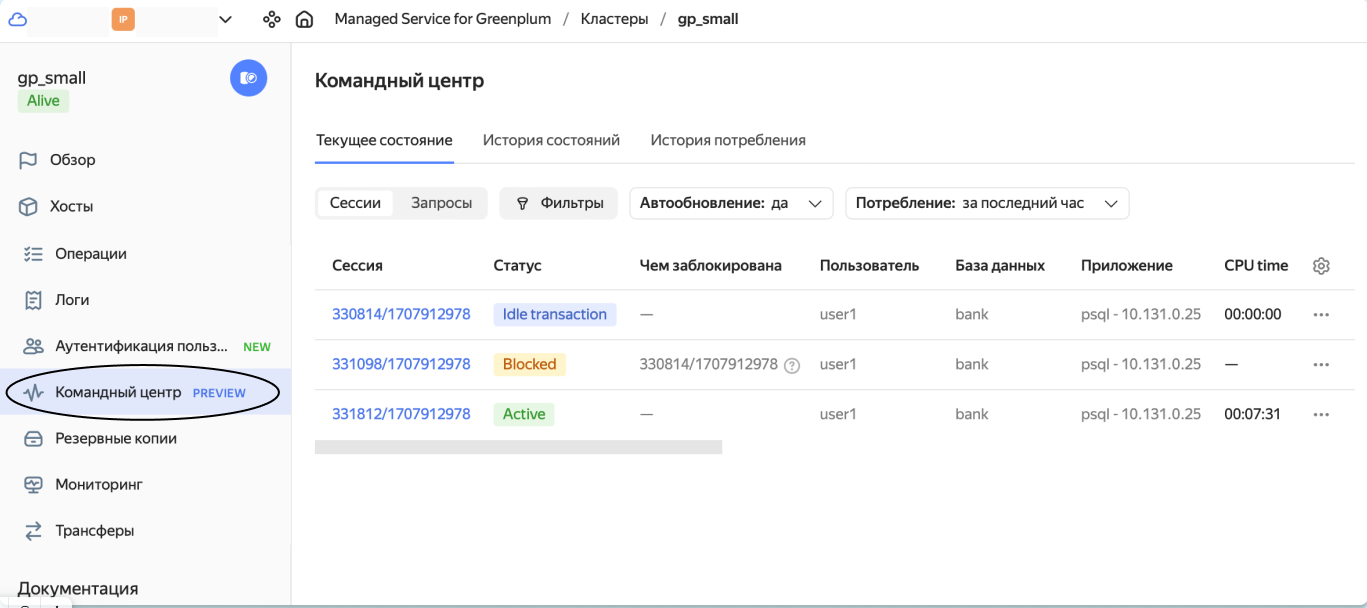 IP Managed Service for Greenplum / Кластеры / gp_small
gp_small
Alive
Обзор
Хосты
Операции
Логи
Аутентификация польз... NEW
Командный центр PREVIEW
Резервные копии
Мониторинг
Трансферы
Документация
Командный центр
Текущее состояние История состояний История потребления
Сессии Запросы Фильтры Автообновление: да Потребление: за последний час
Сессия Статус Чем заблокирована Пользователь База данных Приложение CPU time
330814/1707912978 Idle transaction — user1 bank psql - 10.131.0.25 00:00:00
331098/1707912978 Blocked 330814/1707912978 user1 bank psql - 10.131.0.25 —
331812/1707912978 Active — user1 bank psql - 10.131.0.25 00:07:31